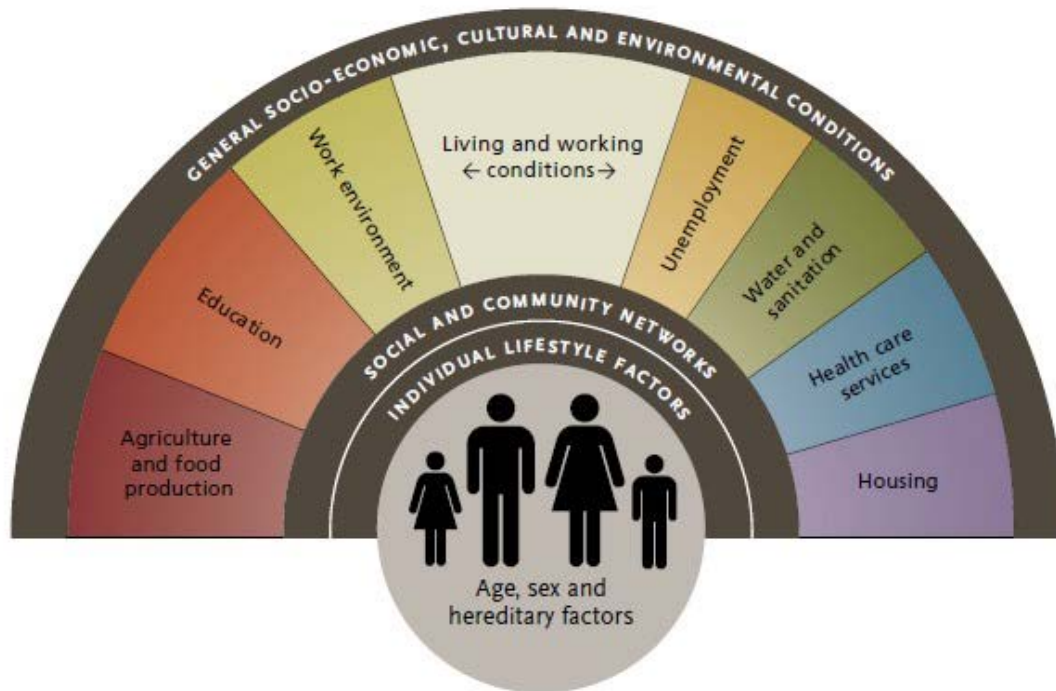 GENERAL SOCIO-ECONOMIC, CULTURAL AND ENVIRONMENTAL CONDITIONS
Agriculture
and food
production
Education
Work environment
Living and working
← conditions →
Unemployment
Water and
sanitation
Health care
services
Housing
SOCIAL AND COMMUNITY NETWORKS
INDIVIDUAL LIFESTYLE FACTORS
Age, sex and
hereditary factors